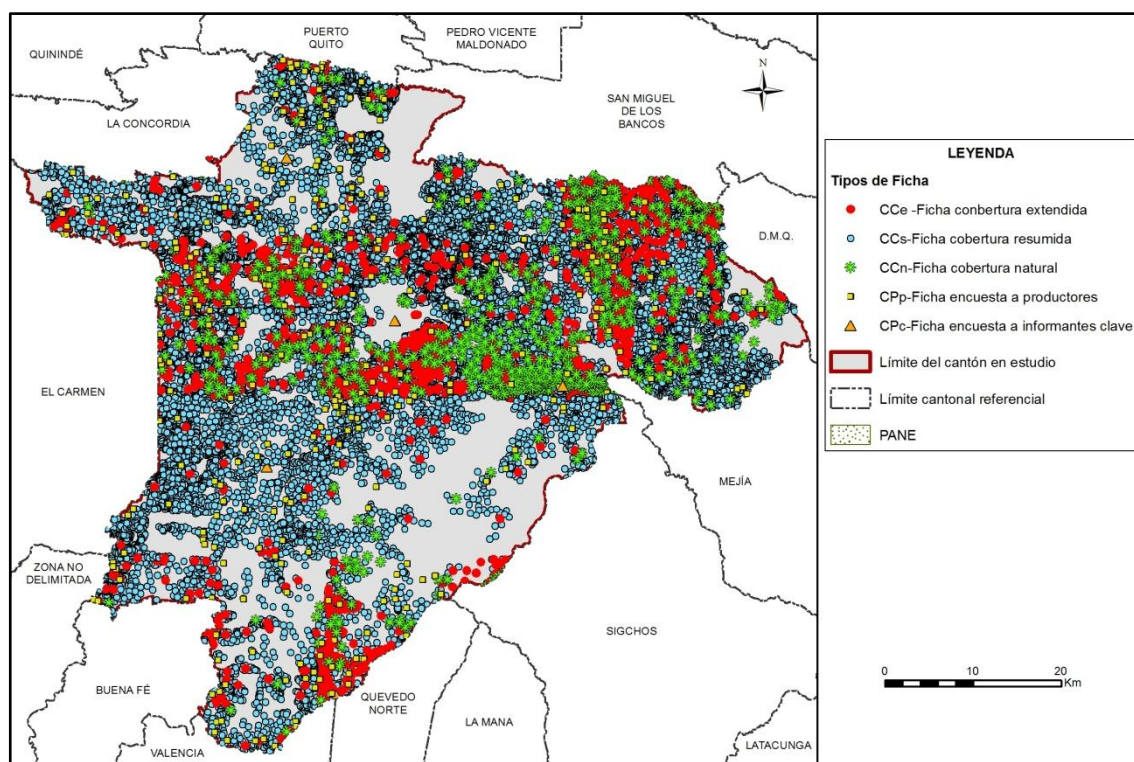 PUERTO
QUITO
PEDRO VICENTE
MALDONADO
QUININDÉ
N
SAN MIGUEL
DE LOS
BANCOS
LA CONCORDIA
D.M.Q.
EL CARMEN
MEJÍA
ZONA NO
DELIMITADA
SIGCHOS
BUENA FÉ
QUEVEDO
NORTE
LA MANA
VALENCIA
LATACUNGA
LEYENDA
Tipos de Ficha
CCe -Ficha conbertura extendida
CCs-Ficha cobertura resumida
CCn-Ficha cobertura natural
CPp-Ficha encuesta a productores
CPc-Ficha encuesta a informantes clave
Límite del cantón en estudio
Límite cantonal referencial
PANE
0 10 20
Km